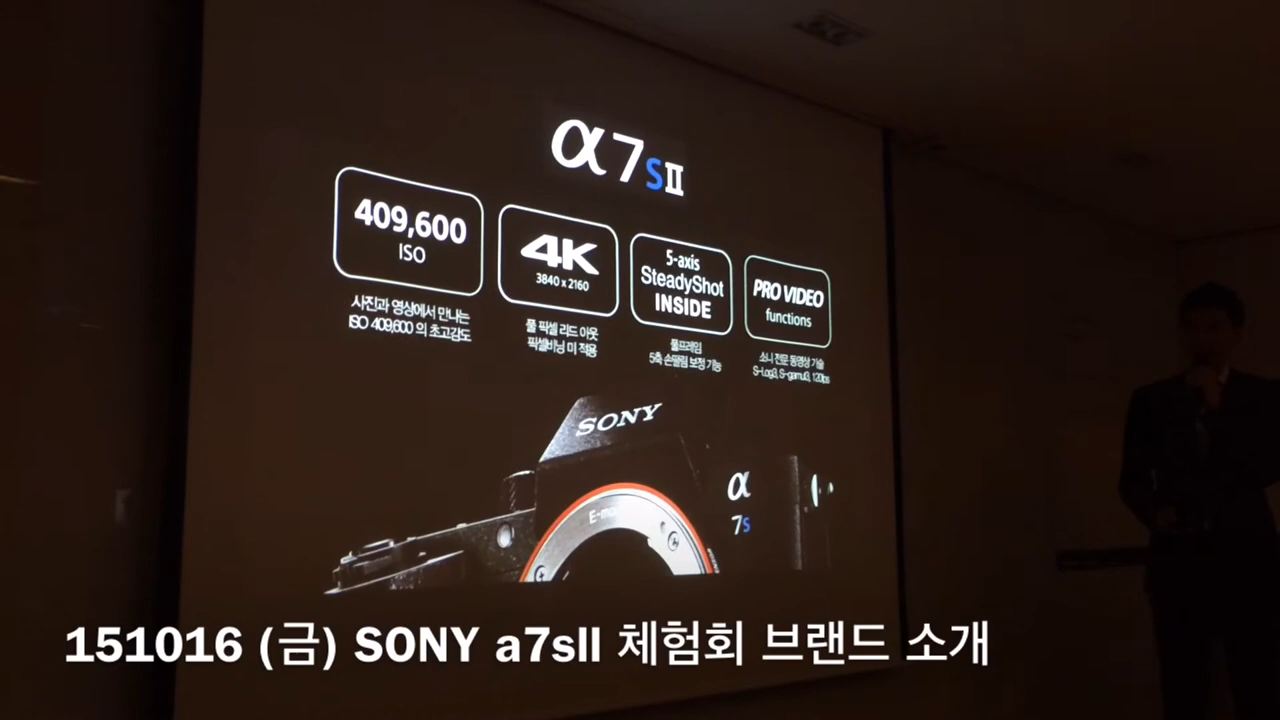 α7sII
409,600
ISO
사진과 영상에서 만나는
ISO 409,600 의 초고감도
4K
3840 x 2160
풀 픽셀 리드 아웃
픽셀비닝 미 적용
5-axis
SteadyShot
INSIDE
풀프레임
5축 손떨림 보정 기능
PRO VIDEO
functions
소니 전문 동영상 기술
S-Log3, S-gamut3, 120fps
SONY
α
7s
151016 (금) SONY a7sII 체험회 브랜드 소개